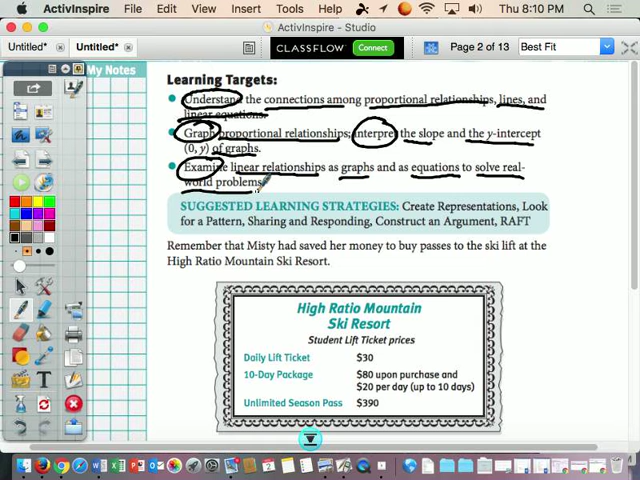 ActivInspire
File
Edit
View
Insert
Tools
Help
Thu 8:10 PM
ActivInspire - Studio
Untitled*
Untitled*
CLASSFLOW
Connect
Page 2 of 13
Best Fit
My Notes
Learning Targets:
Understand the connections among proportional relationships, lines, and
linear equations.
Graph proportional relationships; interpret the slope and the y-intercept
(0, y) of graphs.
Examine linear relationships as graphs and as equations to solve real-
world problems.
SUGGESTED LEARNING STRATEGIES: Create Representations, Look
for a Pattern, Sharing and Responding, Construct an Argument, RAFT
Remember that Misty had saved her money to buy passes to the ski lift at the
High Ratio Mountain Ski Resort.
High Ratio Mountain
Ski Resort
Student Lift Ticket prices
Daily Lift Ticket $30
10-Day Package $80 upon purchase and
$20 per day (up to 10 days)
Unlimited Season Pass $390